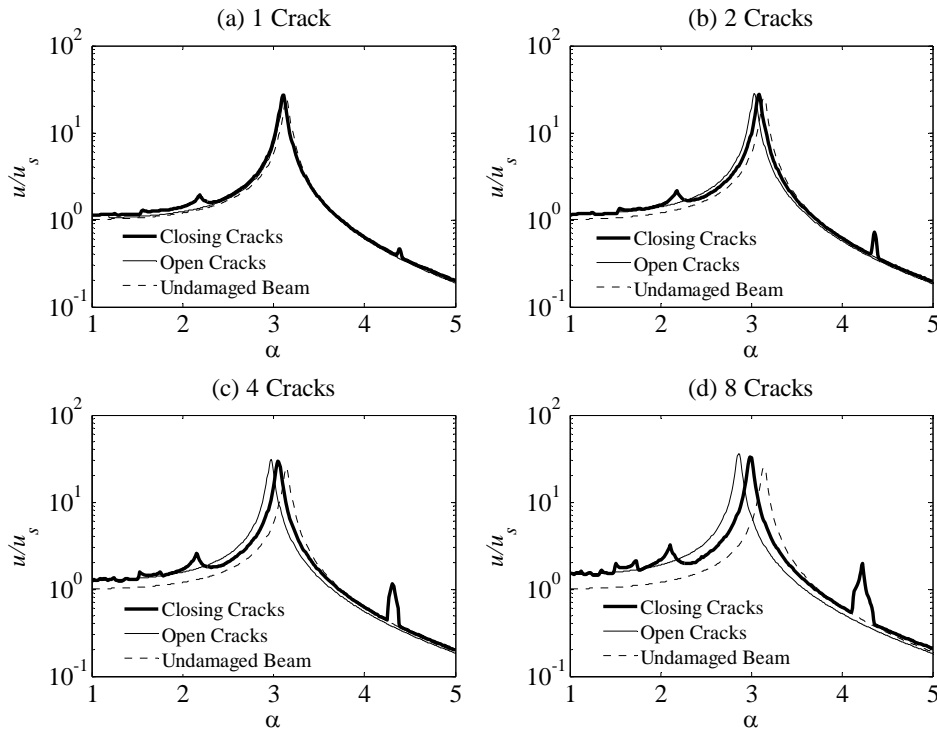 (a) 1 Crack
10^2
10^1
10^0
10^-1
u/u_s
Closing Cracks
Open Cracks
Undamaged Beam
1 2 3 4 5
α
(b) 2 Cracks
10^2
10^1
10^0
10^-1
u/u_s
Closing Cracks
Open Cracks
Undamaged Beam
1 2 3 4 5
α
(c) 4 Cracks
10^2
10^1
10^0
10^-1
u/u_s
Closing Cracks
Open Cracks
Undamaged Beam
1 2 3 4 5
α
(d) 8 Cracks
10^2
10^1
10^0
10^-1
u/u_s
Closing Cracks
Open Cracks
Undamaged Beam
1 2 3 4 5
α